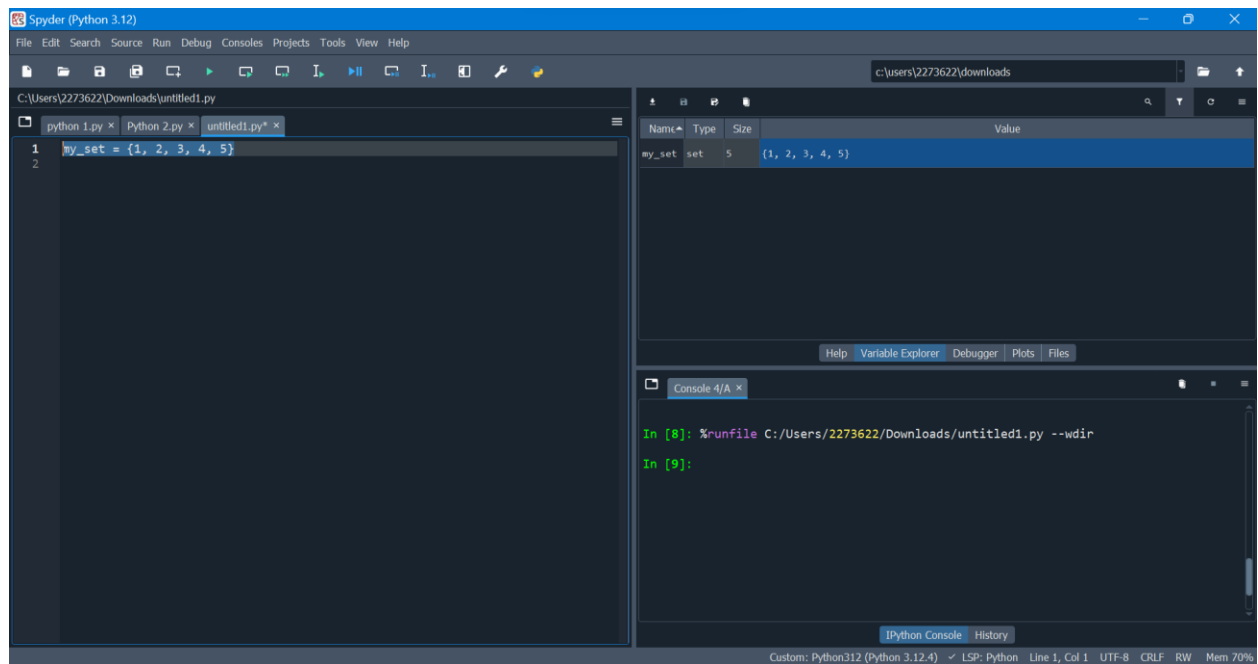 Spyder (Python 3.12)
File Edit Search Source Run Debug Consoles Projects Tools View Help
c:\users\2273622\downloads
C:\Users\2273622\Downloads\untitled1.py
python 1.py × Python 2.py × untitled1.py* ×
1 my_set = {1, 2, 3, 4, 5}
2
Name Type Size Value
my_set set 5 {1, 2, 3, 4, 5}
Help Variable Explorer Debugger Plots Files
Console 4/A ×
In [8]: %runfile C:/Users/2273622/Downloads/untitled1.py --wdir
In [9]:
IPython Console History
Custom: Python312 (Python 3.12.4) ✓ LSP: Python Line 1, Col 1 UTF-8 CRLF RW Mem 70%